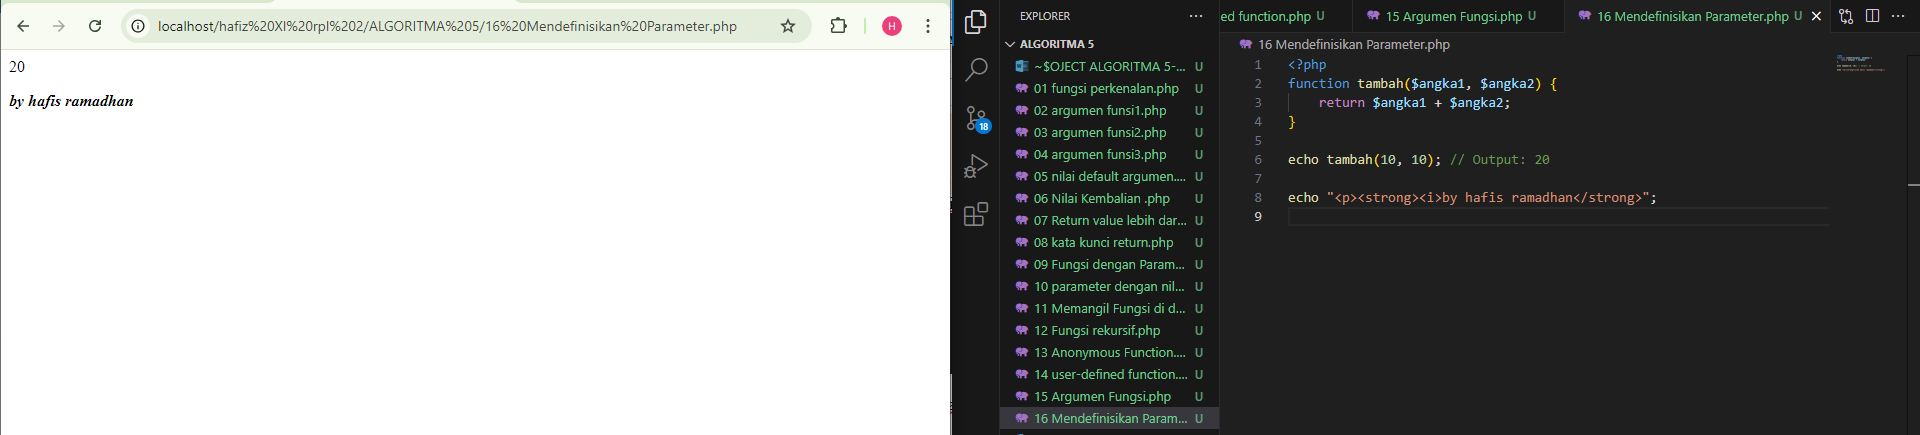 localhost/hafiz%20XI%20rpl%202/ALGORITMA%205/16%20Mendefinisikan%20Parameter.php
H
20
by hafis ramadhan
EXPLORER
ALGORITMA 5
~$OJECT ALGORITMA 5-... U
01 fungsi perkenalan.php U
02 argumen funsi1.php U
03 argumen funsi2.php U
04 argumen funsi3.php U
05 nilai default argumen.... U
06 Nilai Kembalian .php U
07 Return value lebih dar... U
08 kata kunci return.php U
09 Fungsi dengan Param... U
10 parameter dengan nil... U
11 Memangil Fungsi di d... U
12 Fungsi rekursif.php U
13 Anonymous Function.... U
14 user-defined function.... U
15 Argumen Fungsi.php U
16 Mendefinisikan Param... U
18
ed function.php U
15 Argumen Fungsi.php U
16 Mendefinisikan Parameter.php U
16 Mendefinisikan Parameter.php
1 <?php
2 function tambah($angka1, $angka2) {
3 return $angka1 + $angka2;
4 }
5
6 echo tambah(10, 10); // Output: 20
7
8 echo "<p><strong><i>by hafis ramadhan</strong>";
9